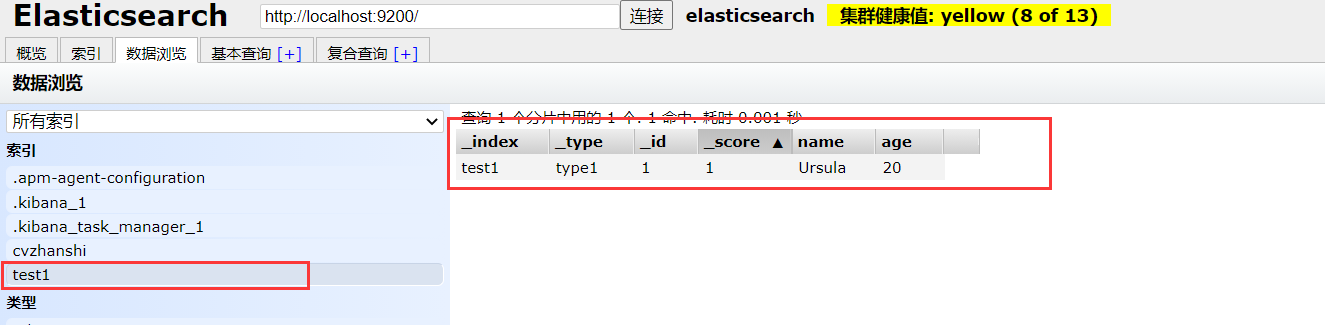 Elasticsearch http://localhost:9200/ 连接 elasticsearch 集群健康值: yellow (8 of 13)
概览 索引 数据浏览 基本查询 [+] 复合查询 [+]
数据浏览
所有索引
索引
.apm-agent-configuration
.kibana_1
.kibana_task_manager_1
cvzhanshi
test1
类型
查询 1 个分片中用的 1 个. 1 命中. 耗时 0.001 秒
_index _type _id _score ▲ name age
test1 type1 1 1 Ursula 20